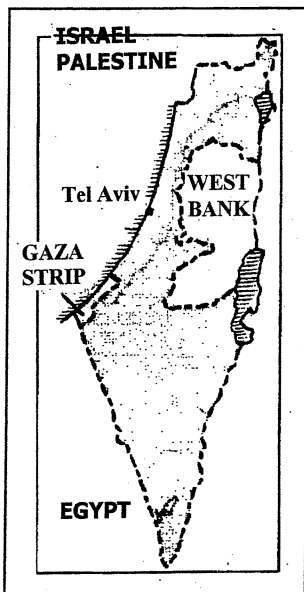 ISRAEL
PALESTINE
Tel Aviv
WEST
BANK
GAZA
STRIP
EGYPT